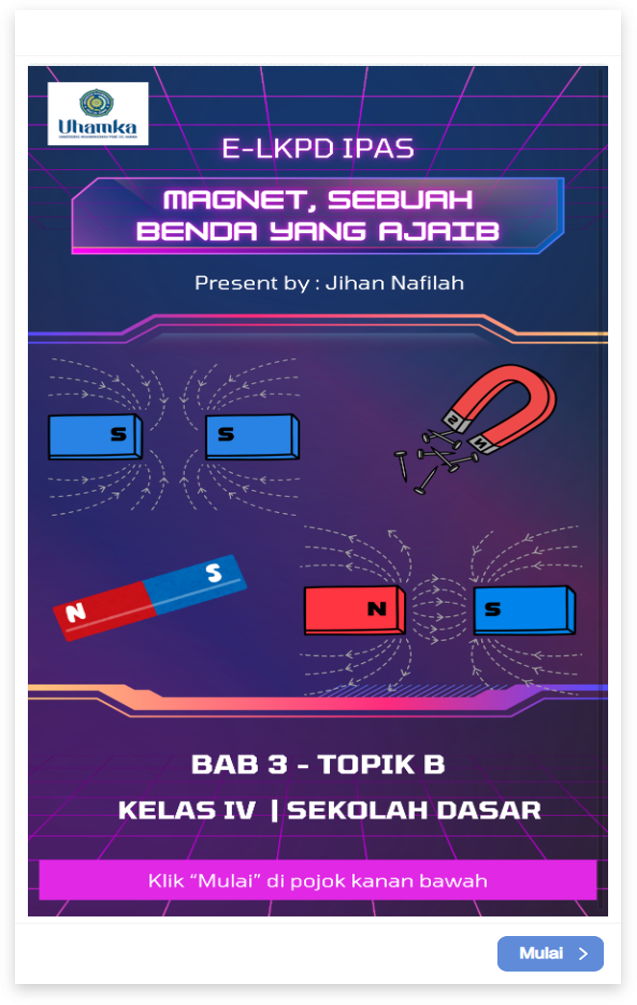 Uhamka
E-LKPD IPAS
MAGNET, SEBUAH
BENDA YANG AJAIB
Present by : Jihan Nafilah
S
S
S
N
N
S
N
S
BAB 3 - TOPIK B
KELAS IV | SEKOLAH DASAR
Klik “Mulai” di pojok kanan bawah
Mulai